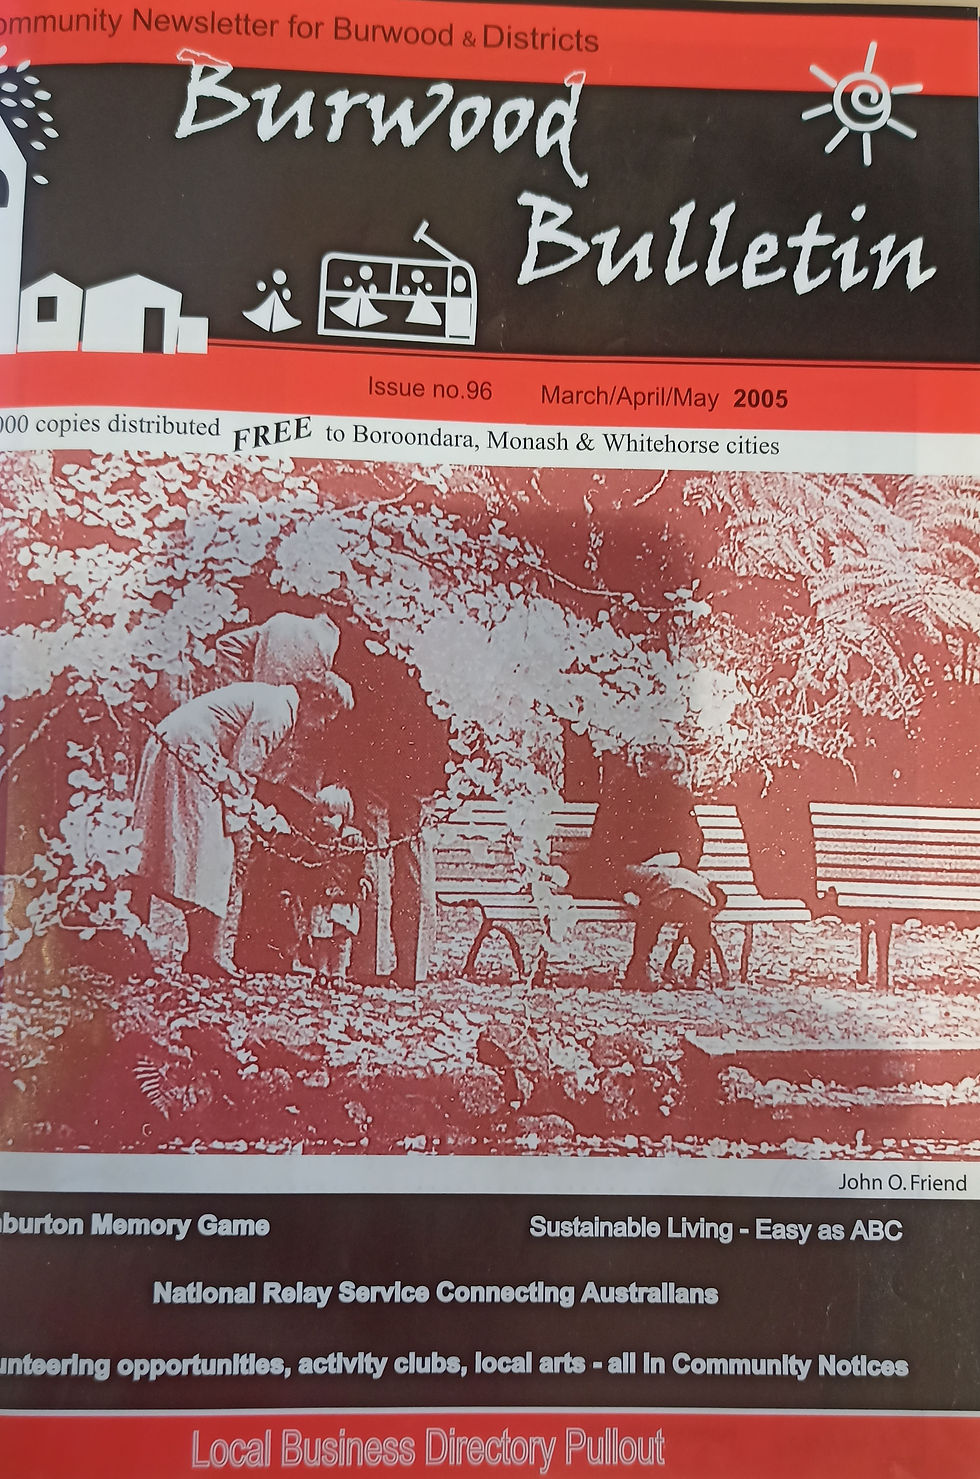 ommunity Newsletter for Burwood & Districts
Burwood
Bulletin
Issue no.96 March/April/May 2005
000 copies distributed FREE to Boroondara, Monash & Whitehorse cities
John O. Friend
burton Memory Game Sustainable Living - Easy as ABC
National Relay Service Connecting Australians
unteering opportunities, activity clubs, local arts - all in Community Notices
Local Business Directory Pullout